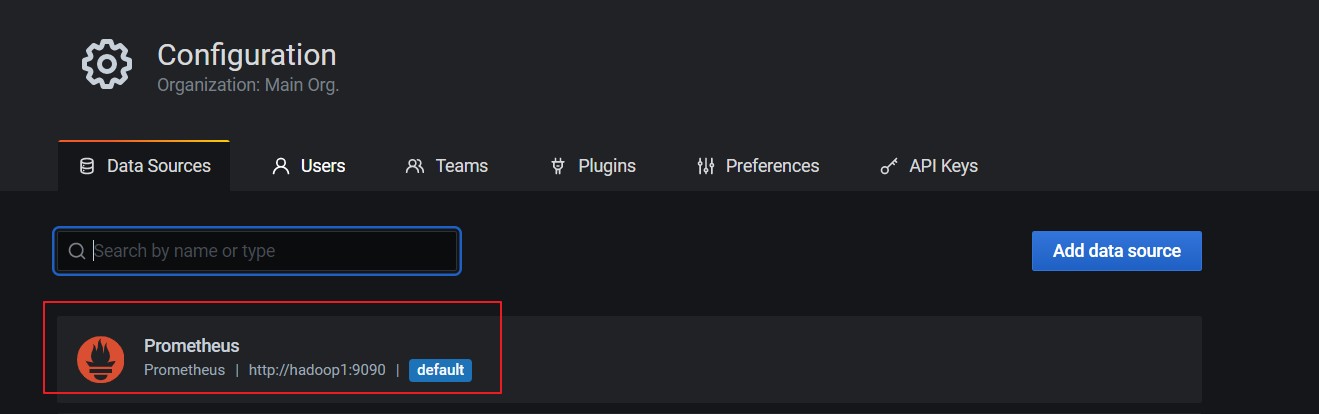 Configuration
Organization: Main Org.
Data Sources Users Teams Plugins Preferences API Keys
Search by name or type
Add data source
Prometheus
Prometheus | http://hadoop1:9090 | default